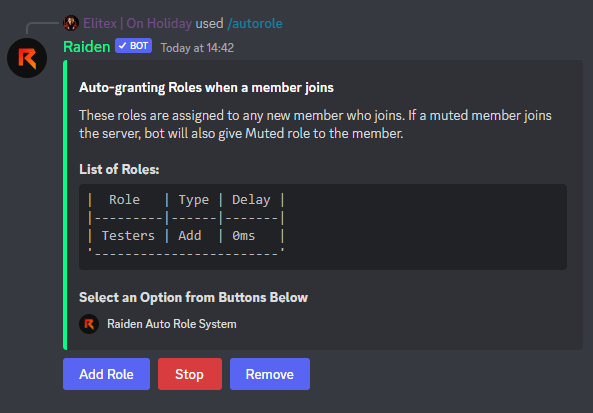 Elitex | On Holiday used /autorole
Raiden ✓ BOT Today at 14:42
Auto-granting Roles when a member joins
These roles are assigned to any new member who joins. If a muted member joins
the server, bot will also give Muted role to the member.
List of Roles:
|  Role   | Type | Delay |
|---------|------|-------|
| Testers | Add  | 0ms   |
'------------------------'
Select an Option from Buttons Below
Raiden Auto Role System
Add Role Stop Remove